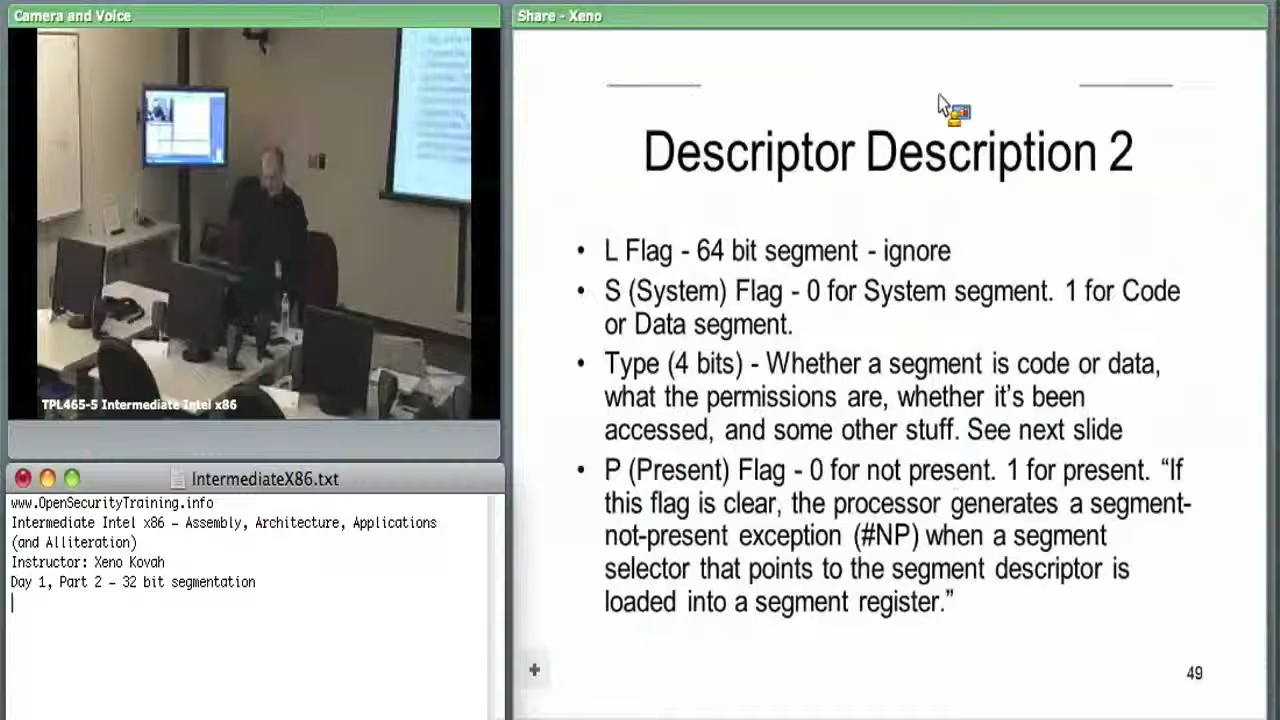 Camera and Voice
TPL465-5 Intermediate Intel x86
IntermediateX86.txt
www.OpenSecurityTraining.info
Intermediate Intel x86 – Assembly, Architecture, Applications
(and Alliteration)
Instructor: Xeno Kovah
Day 1, Part 2 – 32 bit segmentation
Share - Xeno
Descriptor Description 2
• L Flag - 64 bit segment - ignore
• S (System) Flag - 0 for System segment. 1 for Code
or Data segment.
• Type (4 bits) - Whether a segment is code or data,
what the permissions are, whether it's been
accessed, and some other stuff. See next slide
• P (Present) Flag - 0 for not present. 1 for present. “If
this flag is clear, the processor generates a segment-
not-present exception (#NP) when a segment
selector that points to the segment descriptor is
loaded into a segment register.”
49